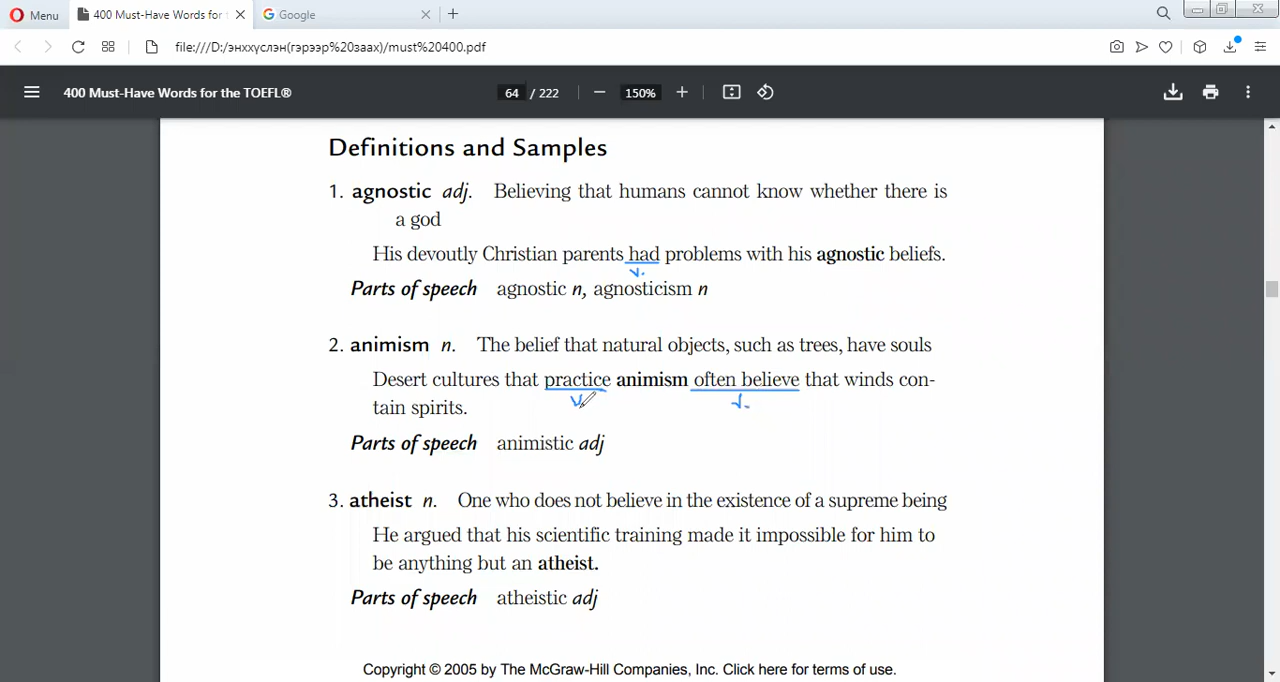 Menu
400 Must-Have Words for
Google
file:///D:/энххүслэн(гэрээр%20заах)/must%20400.pdf
400 Must-Have Words for the TOEFL®
64 / 222
150%
Definitions and Samples
1. agnostic adj. Believing that humans cannot know whether there is
a god
His devoutly Christian parents had problems with his agnostic beliefs.
v.
Parts of speech agnostic n, agnosticism n
2. animism n. The belief that natural objects, such as trees, have souls
Desert cultures that practice animism often believe that winds con-
v v.
tain spirits.
Parts of speech animistic adj
3. atheist n. One who does not believe in the existence of a supreme being
He argued that his scientific training made it impossible for him to
be anything but an atheist.
Parts of speech atheistic adj
Copyright © 2005 by The McGraw-Hill Companies, Inc. Click here for terms of use.